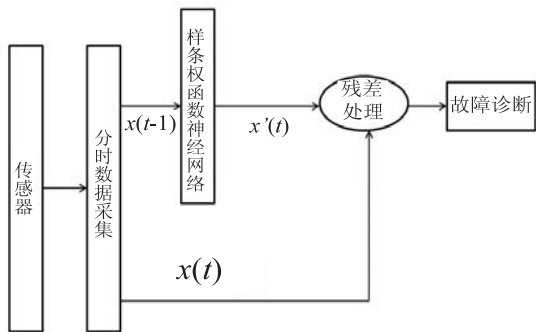 传感器
分时数据采集
x(t-1)
样条权函数神经网络
x'(t)
残差
处理
故障诊断
x(t)